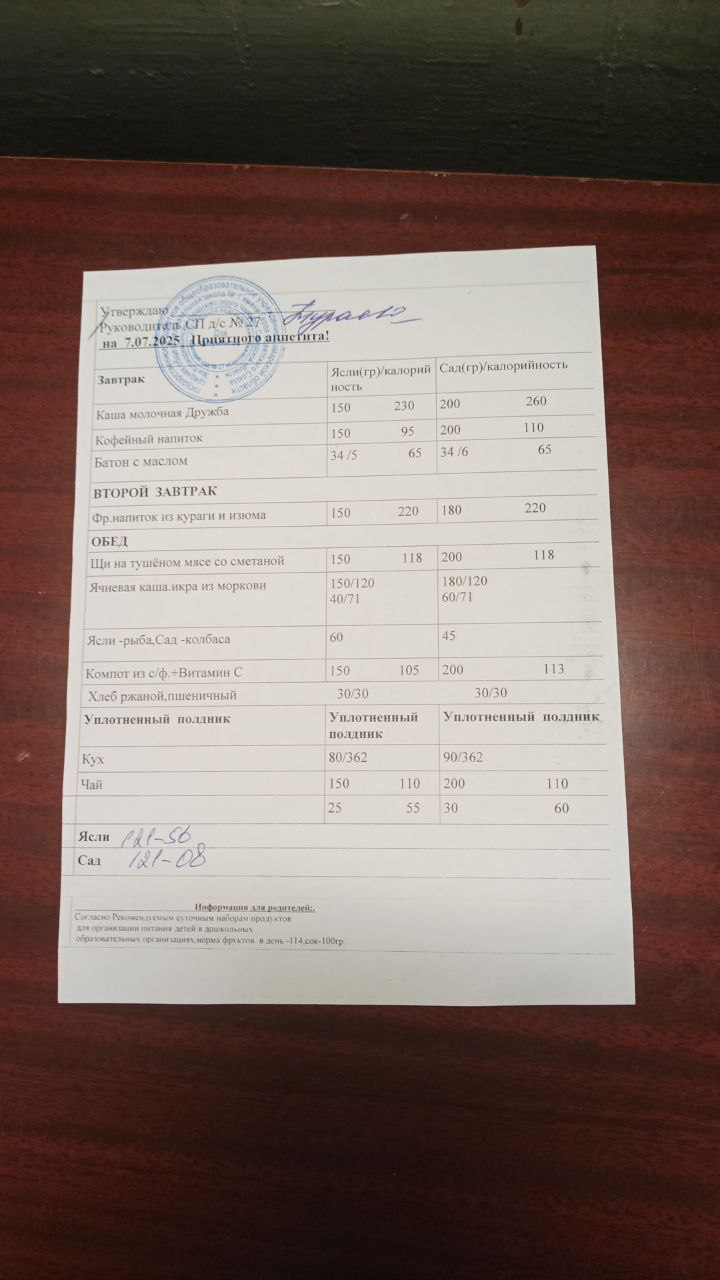 Утверждаю
Руководитель СП д/с № 27
на 7.07.2025 Приятного аппетита!
Завтрак Ясли(гр)/калорий Сад(гр)/калорийность
ность
Каша молочная Дружба 150 230 200 260
Кофейный напиток 150 95 200 110
Батон с маслом 34 /5 65 34 /6 65
ВТОРОЙ ЗАВТРАК
Фр.напиток из кураги и изюма 150 220 180 220
ОБЕД
Щи на тушёном мясе со сметаной 150 118 200 118
Ячневая каша.икра из моркови 150/120 180/120
40/71 60/71
Ясли -рыба,Сад -колбаса 60 45
Компот из с/ф.+Витамин С 150 105 200 113
Хлеб ржаной,пшеничный 30/30 30/30
Уплотненный полдник Уплотненный Уплотненный полдник
полдник
Кух 80/362 90/362
Чай 150 110 200 110
25 55 30 60
Ясли 121-56
Сад 121-08
Информация для родителей:.
Согласно Рекомендуемым суточным наборам продуктов
для организации питания детей в дошкольных
образовательных организациях,норма фруктов в день -114,сок-100гр.